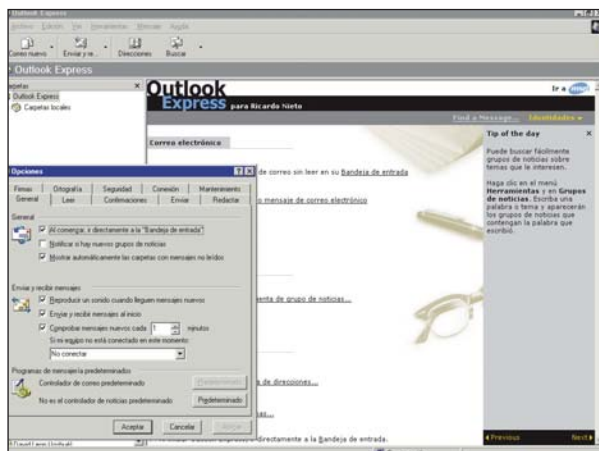 Outlook Express
Archivo Edición Ver Herramientas Mensaje Ayuda
Correo nuevo Enviar y re... Direcciones Buscar
Outlook Express
Carpetas
Outlook Express
Carpetas locales
Outlook
Express para Ricardo Nieto
Ir a msn
Find a Message... Identidades
Correo electrónico
de correo sin leer en su Bandeja de entrada
o mensaje de correo electrónico
enta de grupo de noticias...
s de direcciones...
as...
directamente a la Bandeja de entrada.
Tip of the day
Puede buscar fácilmente
grupos de noticias sobre
temas que le interesen.
Haga clic en el menú
Herramientas y en Grupos
de noticias. Escriba una
palabra o tema y aparecerán
los grupos de noticias que
contengan la palabra que
escribió.
Previous Next
Opciones
Firmas Ortografía Seguridad Conexión Mantenimiento
General Leer Confirmaciones Enviar Redactar
General
Al comenzar, ir directamente a la "Bandeja de entrada"
Notificar si hay nuevos grupos de noticias
Mostrar automáticamente las carpetas con mensajes no leídos
Enviar y recibir mensajes
Reproducir un sonido cuando lleguen mensajes nuevos
Enviar y recibir mensajes al inicio
Comprobar mensajes nuevos cada 1 minutos
Si mi equipo no está conectado en este momento:
No conectar
Programas de mensajería predeterminados
Controlador de correo predeterminado Predeterminado
No es el controlador de noticias predeterminado Predeterminado
Aceptar Cancelar Aplicar